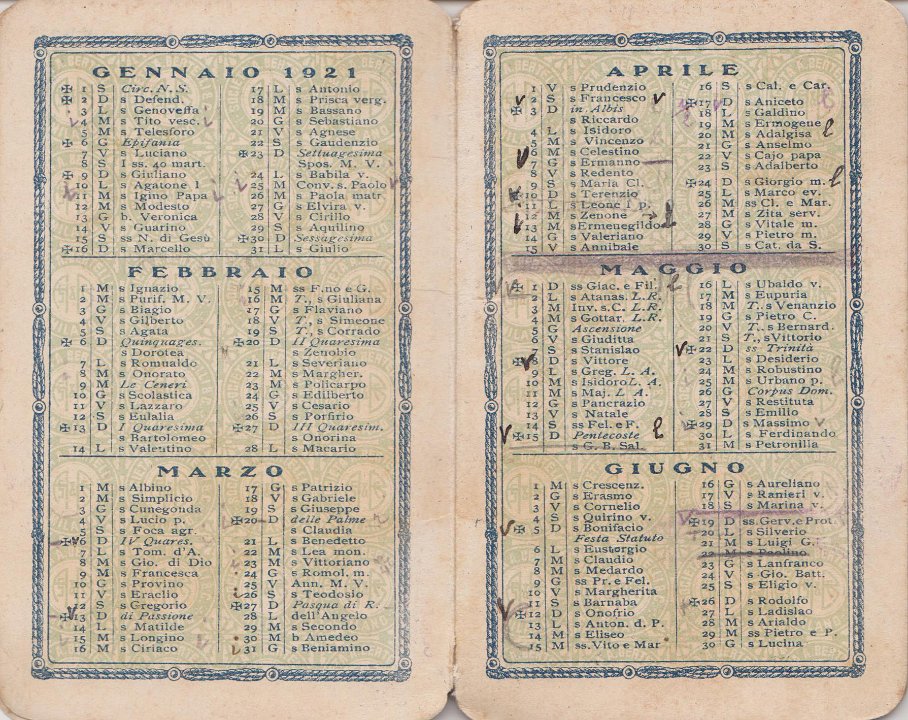 GENNAIO 1921
✠ 1 S Circ. N. S.
✠ 2 D s Defend.
3 L s Genoveffa
4 M s Tito vesc.
5 M s Telesforo
✠ 6 G Epifania
7 V s Luciano
8 S I ss. 40 mart.
✠ 9 D s Giuliano
10 L s Agatone I
11 M s Igino Papa
12 M s Modesto
13 G b. Veronica
14 V s Guarino
15 S ss N. di Gesù
✠16 D s Marcello
17 L s Antonio
18 M s Prisca verg.
19 M s Bassano
20 G s Sebastiano
21 V s Agnese
22 S s Gaudenzio
✠23 D Settuagesima
Spos. M. V.
24 L s Babila v.
25 M Conv. s. Paolo
26 M s Paola matr.
27 G s Elvira v.
28 V s Cirillo
29 S s Aquilino
✠30 D Sessagesima
31 L s Giulio
FEBBRAIO
1 M s Ignazio
2 M s Purif. M. V.
3 G s Biagio
4 V s Gilberto
5 S s Agata
✠ 6 D Quinquages.
s Dorotea
7 L s Romualdo
8 M s Onorato
9 M Le Ceneri
10 G s Scolastica
11 V s Lazzaro
12 S s Eulalia
✠13 D I Quaresima
s Bartolomeo
14 L s Valentino
15 M ss F.no e G.
16 M T., s Giuliana
17 G s Flaviano
18 V T., s Simeone
19 S T., s Corrado
✠20 D II Quaresima
s Zenobio
21 L s Severiano
22 M s Margher.
23 M s Policarpo
24 G s Edilberto
25 V s Cesario
26 S s Porfirio
✠27 D III Quaresim.
s Onorina
28 L s Macario
MARZO
1 M s Albino
2 M s Simplicio
3 G s Cunegonda
4 V s Lucio p.
5 S s Foca agr.
✠6 D IV Quares.
7 L s Tom. d'A.
8 M s Gio. di Dio
9 M s Francesca
10 G s Provino
11 V s Eraclio
12 S s Gregorio
✠13 D di Passione
14 L s Matilde
15 M s Longino
16 M s Ciriaco
17 G s Patrizio
18 V s Gabriele
19 S s Giuseppe
✠20 D delle Palme
s Claudia
21 L s Benedetto
22 M s Lea mon.
23 M s Vittoriano
24 G s Romol. m.
25 V Ann. M. V.
26 S s Teodosio
✠27 D Pasqua di R.
28 L dell'Angelo
29 M s Secondo
30 M b Amedeo
31 G s Beniamino
APRILE
1 V s Prudenzio
2 S s Francesco
✠ 3 D in Albis
s Riccardo
4 L s Isidoro
5 M s Vincenzo
6 M s Celestino
7 G s Ermanno
8 V s Redento
9 S s Maria Cl.
✠10 D s Terenzio
11 L s Leone I p.
12 M s Zenone
13 M s Ermenegildo
14 G s Valeriano
15 V s Annibale
16 S s Cal. e Car.
✠17 D s Aniceto
18 L s Galdino
19 M s Ermogene
20 M s Adalgisa
21 G s Anselmo
22 V s Cajo papa
23 S s Adalberto
✠24 D s Giorgio m.
25 L s Marco ev.
26 M ss Cl. e Mar.
27 M s Zita serv.
28 G s Vitale m.
29 V s Pietro m.
30 S s Cat. da S.
MAGGIO
✠ 1 D ss Giac. e Fil.
2 L s Atanas. L.R.
3 M Inv. s.C. L.R.
4 M s Gottar. L.R.
5 G Ascensione
6 V s Giuditta
7 S s Stanislao
✠ 8 D s Vittore
9 L s Greg. L. A.
10 M s Isidoro L. A.
11 M s Maj. L A.
12 G s Pancrazio
13 V s Natale
14 S ss Fel. e F.
✠15 D Pentecoste
s G. B. Sal.
16 L s Ubaldo v.
17 M s Eupuria
18 M T. s Venanzio
19 G s Pietro C.
20 V T.. s Bernard.
21 S T., s Vittorio
✠22 D ss Trinità
23 L s Desiderio
24 M s Robustino
25 M s Urbano p.
26 G Corpus Dom.
27 V s Restituta
28 S s Emilio
✠29 D s Massimo
30 L s Ferdinando
31 M s Petronilla
GIUGNO
1 M s Crescenz.
2 G s Erasmo
3 V s Cornelio
4 S s Quirino v.
✠ 5 D s Bonifacio
Festa Statuto
6 L s Eustorgio
7 M s Claudio
8 M s Medardo
9 G ss Pr. e Fel.
10 V s Margherita
11 S s Barnaba
✠12 D s Onofrio
13 L s Anton. d. P.
14 M s Eliseo
15 M ss. Vito e Mar
16 G s Aureliano
17 V s Ranieri v.
18 S s Marina v.
✠19 D ss. Gerv. e Prot.
20 L s Silverio
21 M s Luigi G.
22 M s Paolino
23 G s Lanfranco
24 V s Gio. Batt.
25 S s Eligio v.
✠26 D s Rodolfo
27 L s Ladislao
28 M s Arialdo
29 M ss Pietro e P.
30 G s Lucina